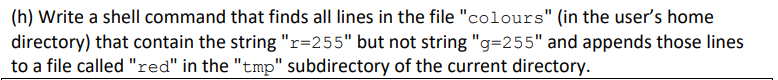 (h) Write a shell command that finds all lines in the file "colours" (in the user’s home
directory) that contain the string "r=255" but not string "g=255" and appends those lines
to a file called "red" in the "tmp" subdirectory of the current directory.